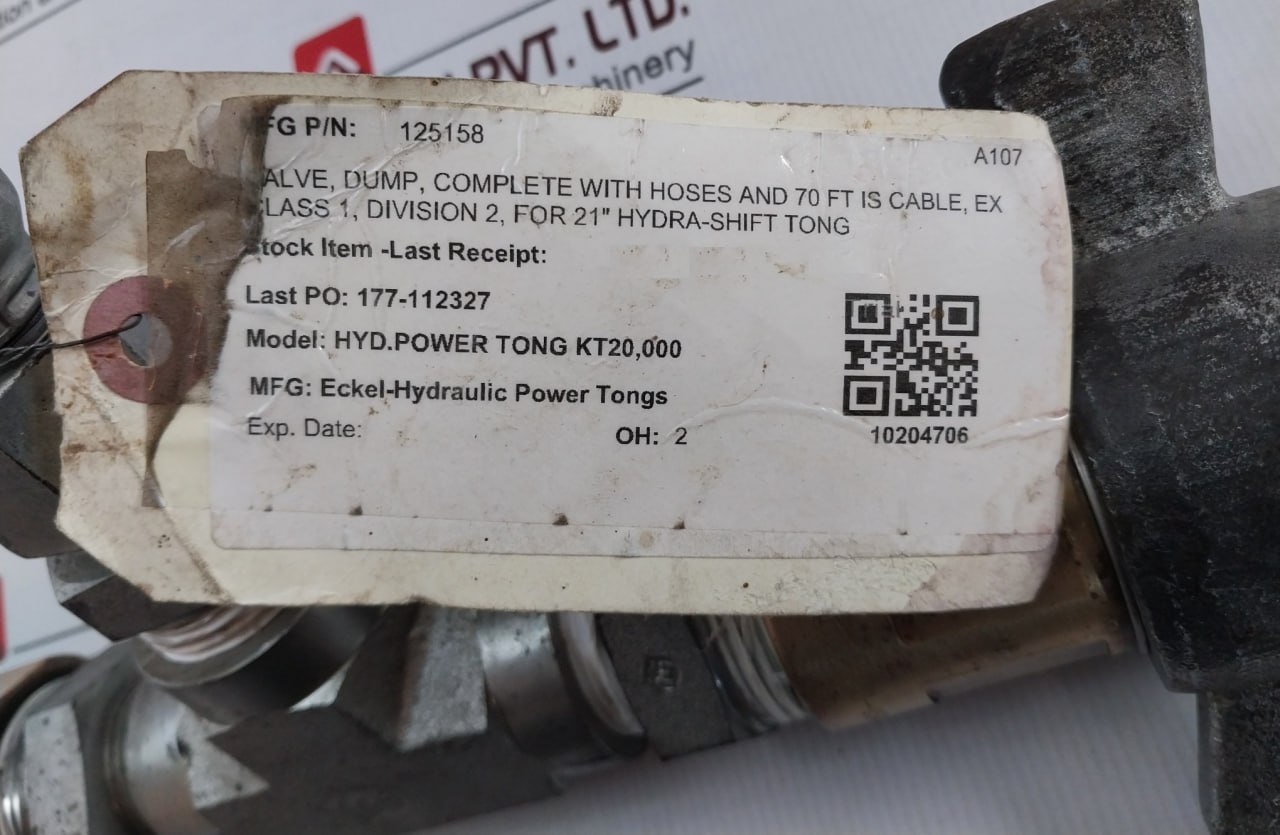 PVT. LTD.
hinery
FG P/N: 125158
A107
ALVE, DUMP, COMPLETE WITH HOSES AND 70 FT IS CABLE, EX
LASS 1, DIVISION 2, FOR 21" HYDRA-SHIFT TONG
tock Item -Last Receipt:
Last PO: 177-112327
Model: HYD.POWER TONG KT20,000
MFG: Eckel-Hydraulic Power Tongs
Exp. Date:
OH: 2
10204706